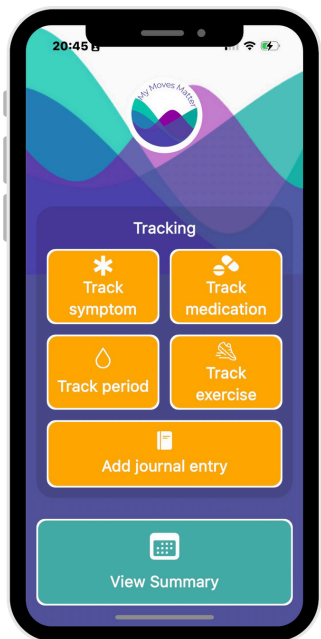 20:45
My Moves Matter
Tracking
Track
symptom
Track
medication
Track period
Track
exercise
Add journal entry
View Summary